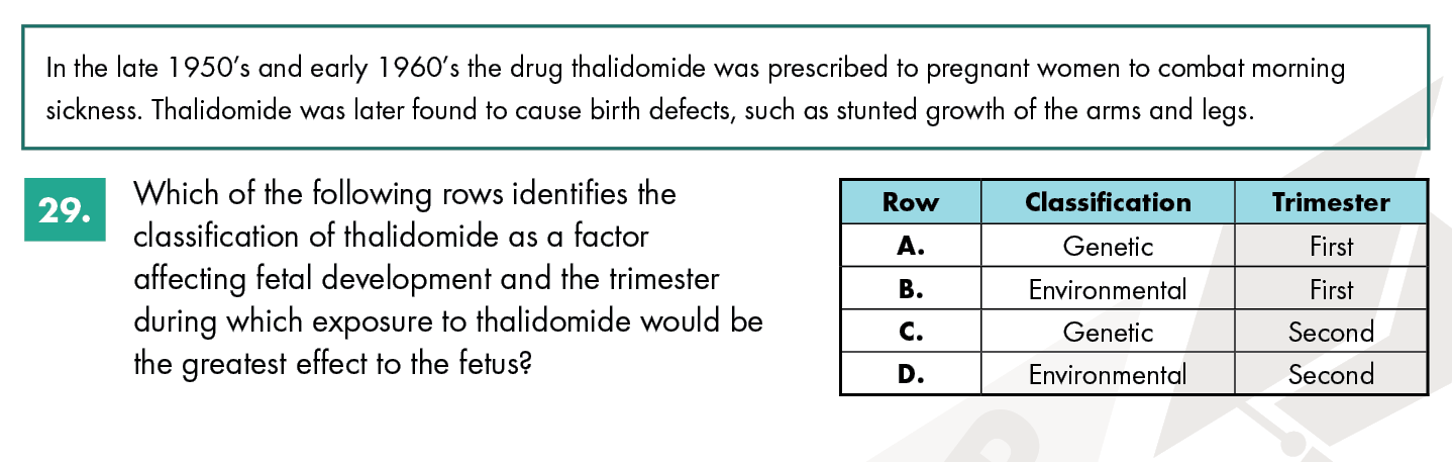 In the late 1950's and early 1960's the drug thalidomide was prescribed to pregnant women to combat morning
sickness. Thalidomide was later found to cause birth defects, such as stunted growth of the arms and legs.
29.
Which of the following rows identifies the
classification of thalidomide as a factor
affecting fetal development and the trimester
during which exposure to thalidomide would be
the greatest effect to the fetus?
Row Classification Trimester
A. Genetic First
B. Environmental First
C. Genetic Second
D. Environmental Second